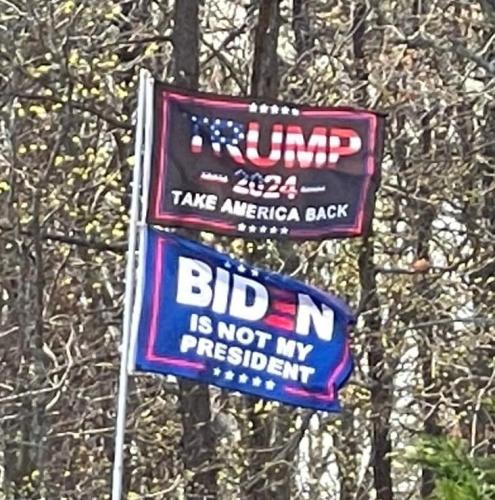 TRUMP
2024
TAKE AMERICA BACK
BIDEN
IS NOT MY
PRESIDENT